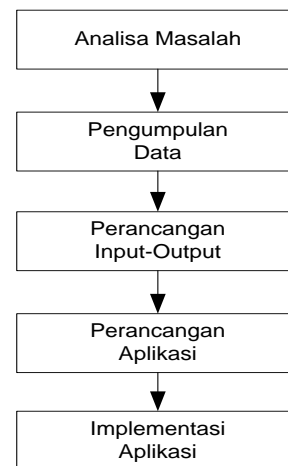 Analisa Masalah
Pengumpulan
Data
Perancangan
Input-Output
Perancangan
Aplikasi
Implementasi
Aplikasi